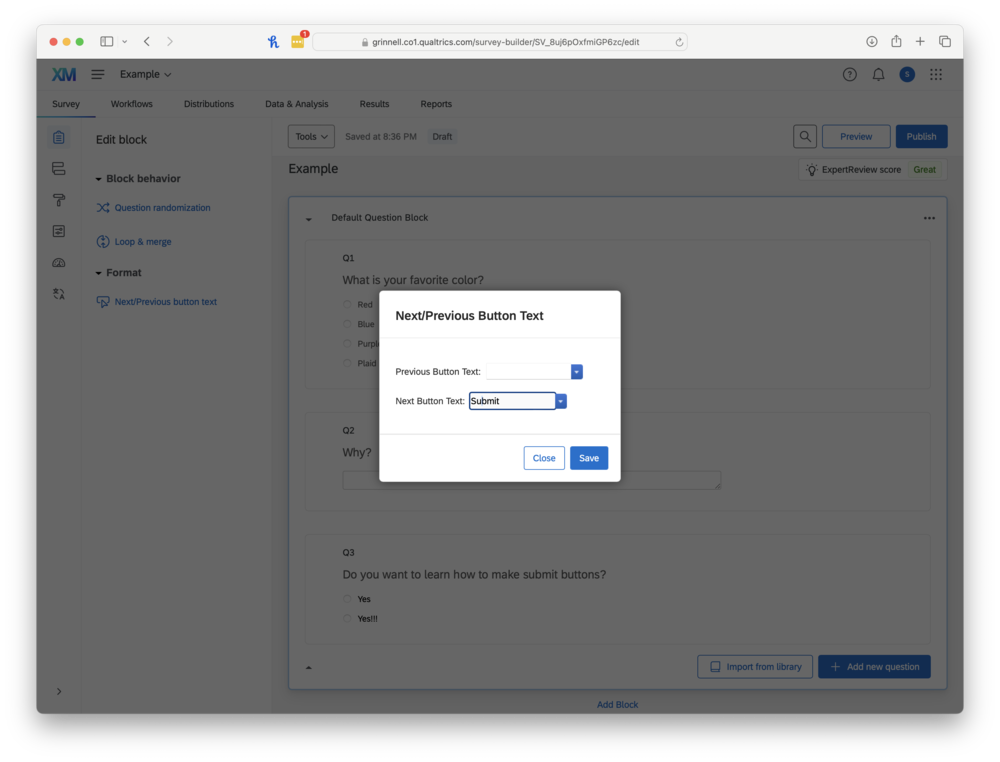 1
grinnell.co1.qualtrics.com/survey-builder/SV_8uj6pOxfmiGP6zc/edit
XM
Example
?
S
Survey Workflows Distributions Data & Analysis Results Reports
Edit block
Tools Saved at 8:36 PM Draft Preview Publish
Example
ExpertReview score Great
Block behavior
Question randomization
Loop & merge
Format
Next/Previous button text
Default Question Block
Q1
What is your favorite color?
Red
Blue
Purple
Plaid
Next/Previous Button Text
Previous Button Text:
Next Button Text: Submit
Close Save
Q2
Why?
Q3
Do you want to learn how to make submit buttons?
Yes
Yes!!!
Import from library
Add new question
Add Block